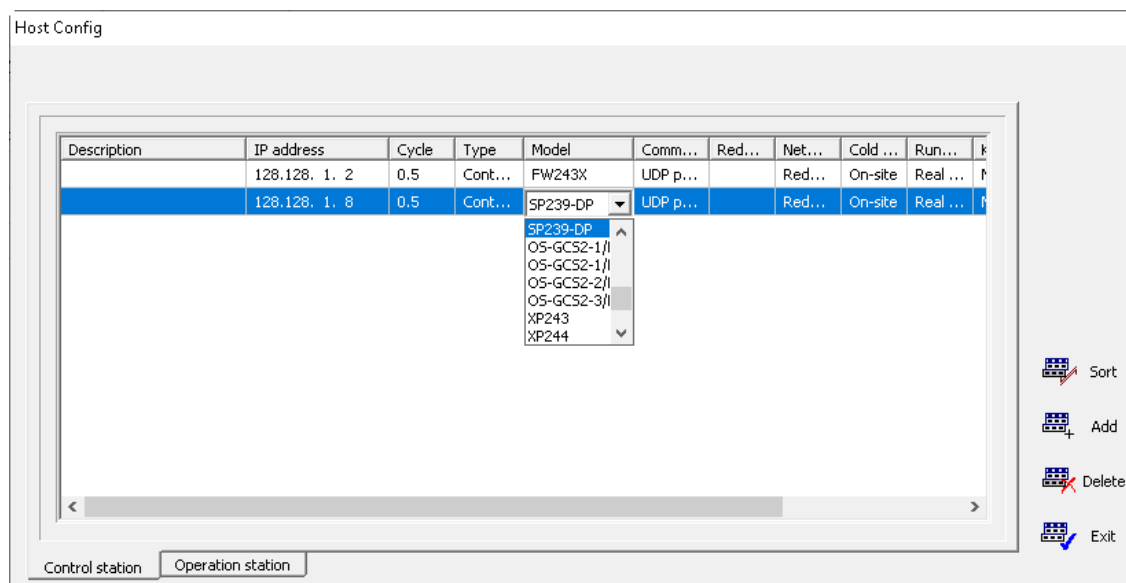 Host Config
Description IP address Cycle Type Model Comm... Red... Net... Cold ... Run...
128.128. 1. 2 0.5 Cont... FW243X UDP p... Red... On-site Real ...
128.128. 1. 8 0.5 Cont... SP239-DP UDP p... Red... On-site Real ...
SP239-DP
OS-GCS2-1/
OS-GCS2-1/
OS-GCS2-2/
OS-GCS2-3/
XP243
XP244
Sort
Add
Delete
Exit
Control station Operation station